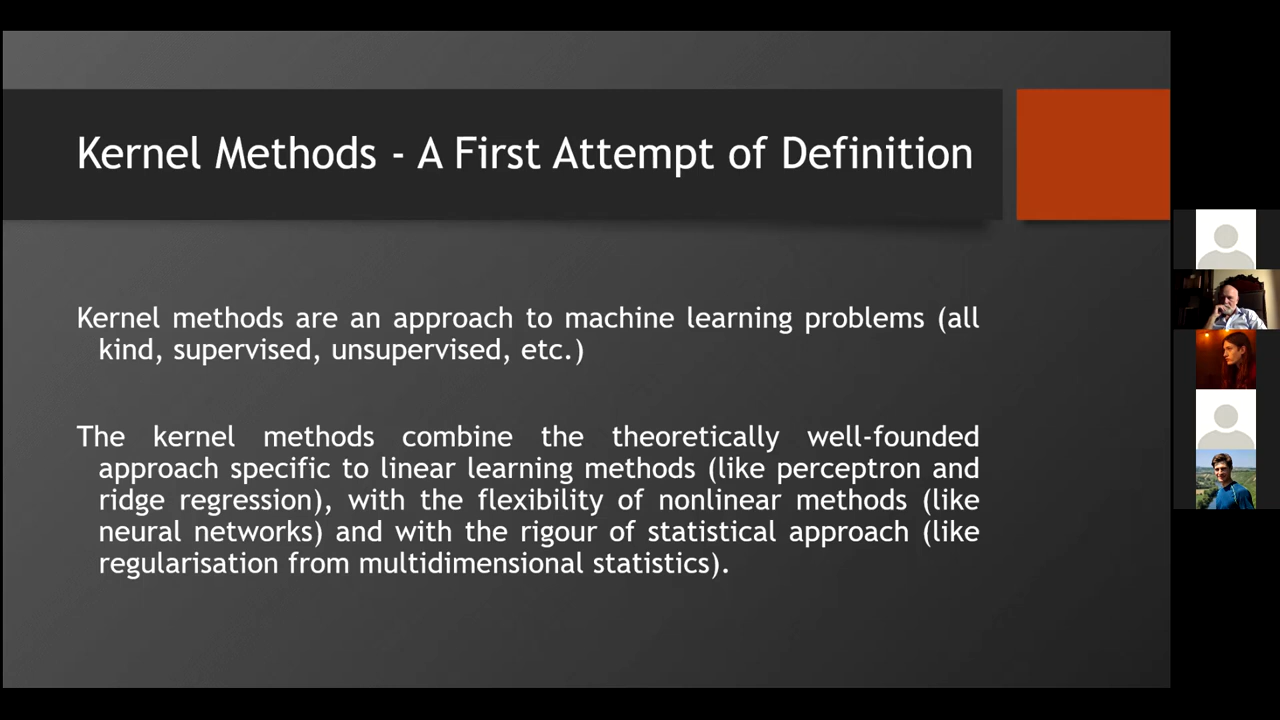 Kernel Methods - A First Attempt of Definition
Kernel methods are an approach to machine learning problems (all
kind, supervised, unsupervised, etc.)
The kernel methods combine the theoretically well-founded
approach specific to linear learning methods (like perceptron and
ridge regression), with the flexibility of nonlinear methods (like
neural networks) and with the rigour of statistical approach (like
regularisation from multidimensional statistics).